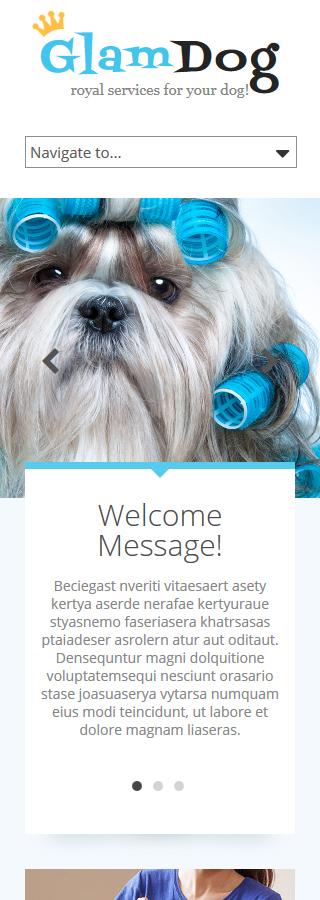 GlamDog
royal services for your dog!
Navigate to...
Welcome
Message!
Beciegast nveriti vitaesaert asety
kertya aserde nerafae kertyuraue
styasnemo faseriasera khatrsasas
ptaiadeser asrolern atur aut oditaut.
Densequntur magni dolquitione
voluptatemsequi nesciunt orasario
stase joasuaserya vytarsa numquam
eius modi teincidunt, ut labore et
dolore magnam liaseras.